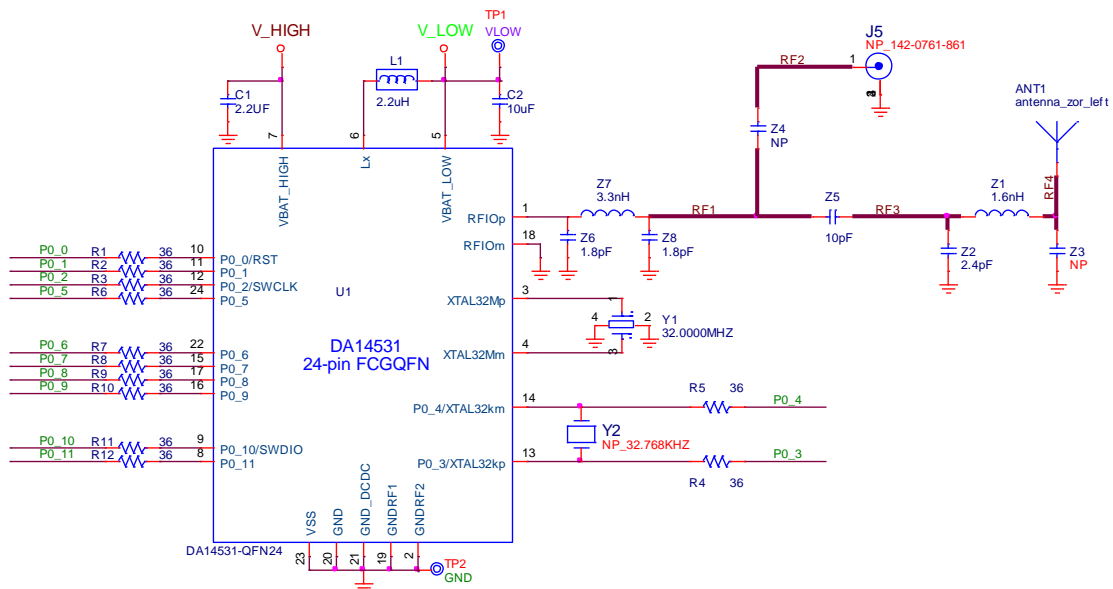 TP1
V_HIGH
V_LOW
VLOW
J5
NP_142-0761-861
RF2
1
L1
2.2uH
C1
2.2UF
C2
10uF
ANT1
antenna_zor_left
7
6
5
Z4
NP
VBAT_HIGH
Lx
VBAT_LOW
Z7
3.3nH
Z5
10pF
Z1
1.6nH
RF4
RFIOp
1
RF1
RF3
RFIOm
18
Z6
1.8pF
Z8
1.8pF
Z2
2.4pF
Z3
NP
P0_0
R1
36
10
P0_0/RST
P0_1
R2
36
11
P0_1
P0_2
R3
36
12
P0_2/SWCLK
P0_5
R6
36
24
P0_5
U1
XTAL32Mp
3
1
4
2
Y1
32.0000MHZ
XTAL32Mm
4
3
DA14531
24-pin FCGQFN
P0_6
R7
36
22
P0_6
P0_7
R8
36
15
P0_7
P0_8
R9
36
17
P0_8
P0_9
R10
36
16
P0_9
P0_4/XTAL32km
14
R5
36
P0_4
Y2
NP_32.768KHZ
P0_10
R11
36
9
P0_10/SWDIO
P0_11
R12
36
8
P0_11
P0_3/XTAL32kp
13
R4
36
P0_3
VSS
GND
GND_DCDC
GNDRF1
GNDRF2
DA14531-QFN24
23
20
21
19
2
TP2
GND